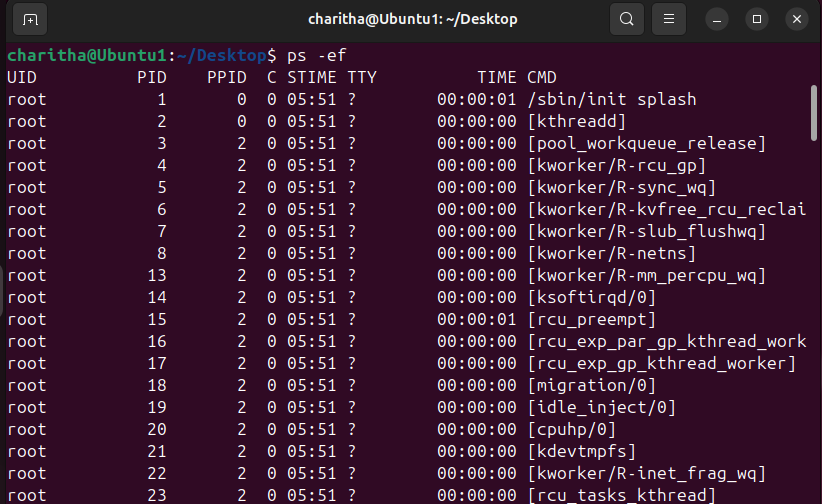 charitha@Ubuntu1: ~/Desktop
charitha@Ubuntu1:~/Desktop$ ps -ef
UID          PID    PPID  C STIME TTY          TIME CMD
root           1       0  0 05:51 ?        00:00:01 /sbin/init splash
root           2       0  0 05:51 ?        00:00:00 [kthreadd]
root           3       2  0 05:51 ?        00:00:00 [pool_workqueue_release]
root           4       2  0 05:51 ?        00:00:00 [kworker/R-rcu_gp]
root           5       2  0 05:51 ?        00:00:00 [kworker/R-sync_wq]
root           6       2  0 05:51 ?        00:00:00 [kworker/R-kvfree_rcu_reclai
root           7       2  0 05:51 ?        00:00:00 [kworker/R-slub_flushwq]
root           8       2  0 05:51 ?        00:00:00 [kworker/R-netns]
root          13       2  0 05:51 ?        00:00:00 [kworker/R-mm_percpu_wq]
root          14       2  0 05:51 ?        00:00:00 [ksoftirqd/0]
root          15       2  0 05:51 ?        00:00:01 [rcu_preempt]
root          16       2  0 05:51 ?        00:00:00 [rcu_exp_par_gp_kthread_work
root          17       2  0 05:51 ?        00:00:00 [rcu_exp_gp_kthread_worker]
root          18       2  0 05:51 ?        00:00:00 [migration/0]
root          19       2  0 05:51 ?        00:00:00 [idle_inject/0]
root          20       2  0 05:51 ?        00:00:00 [cpuhp/0]
root          21       2  0 05:51 ?        00:00:00 [kdevtmpfs]
root          22       2  0 05:51 ?        00:00:00 [kworker/R-inet_frag_wq]
root          23       2  0 05:51 ?        00:00:00 [rcu_tasks_kthread]